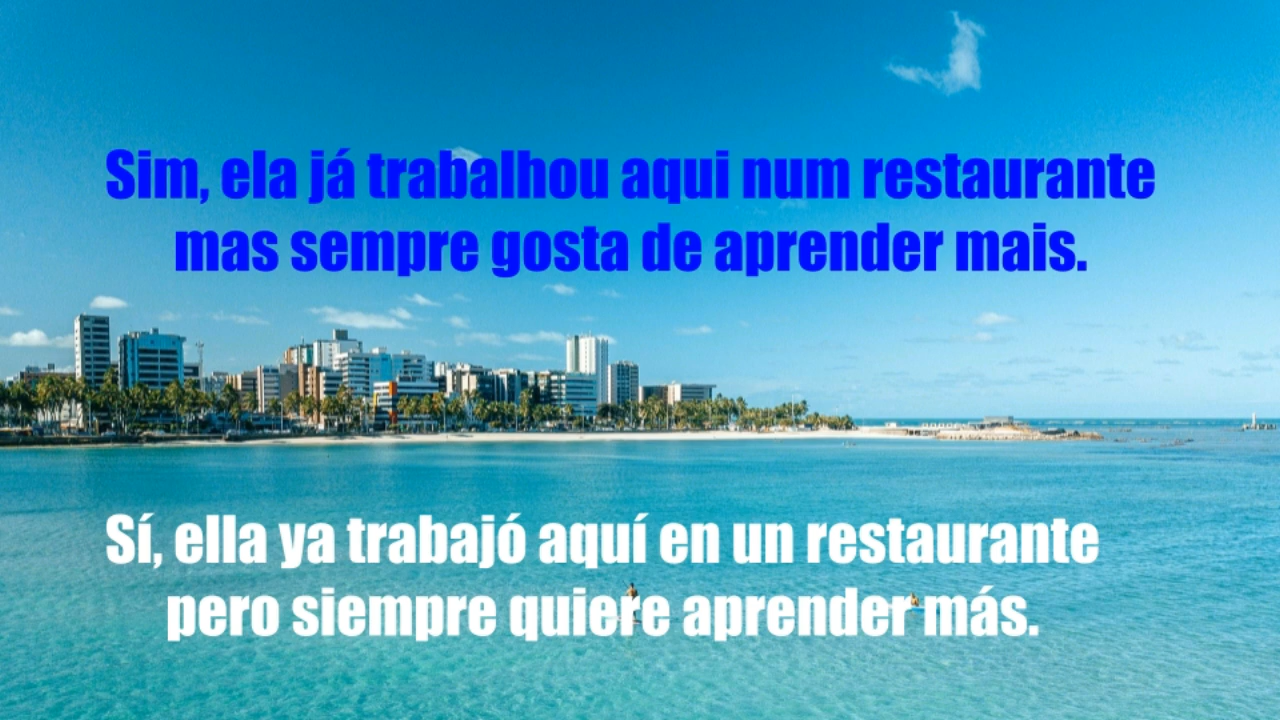 Sim, ela já trabalhou aqui num restaurante
mas sempre gosta de aprender mais.
Sí, ella ya trabajó aquí en un restaurante
pero siempre quiere aprender más.